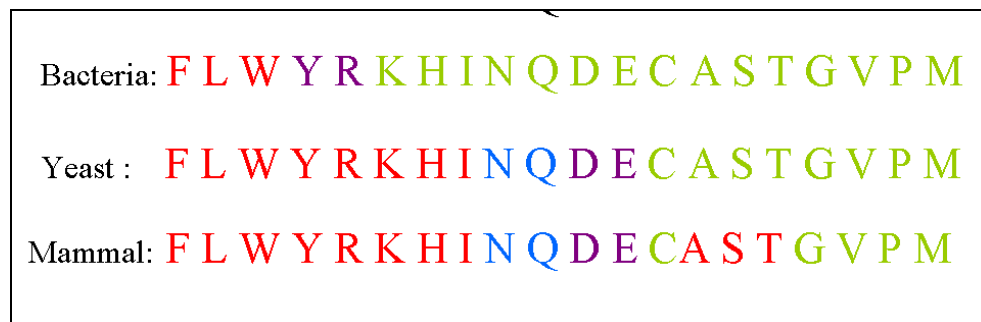 Bacteria: F L W Y R K H I N Q D E C A S T G V P M
Yeast : F L W Y R K H I N Q D E C A S T G V P M
Mammal: F L W Y R K H I N Q D E C A S T G V P M